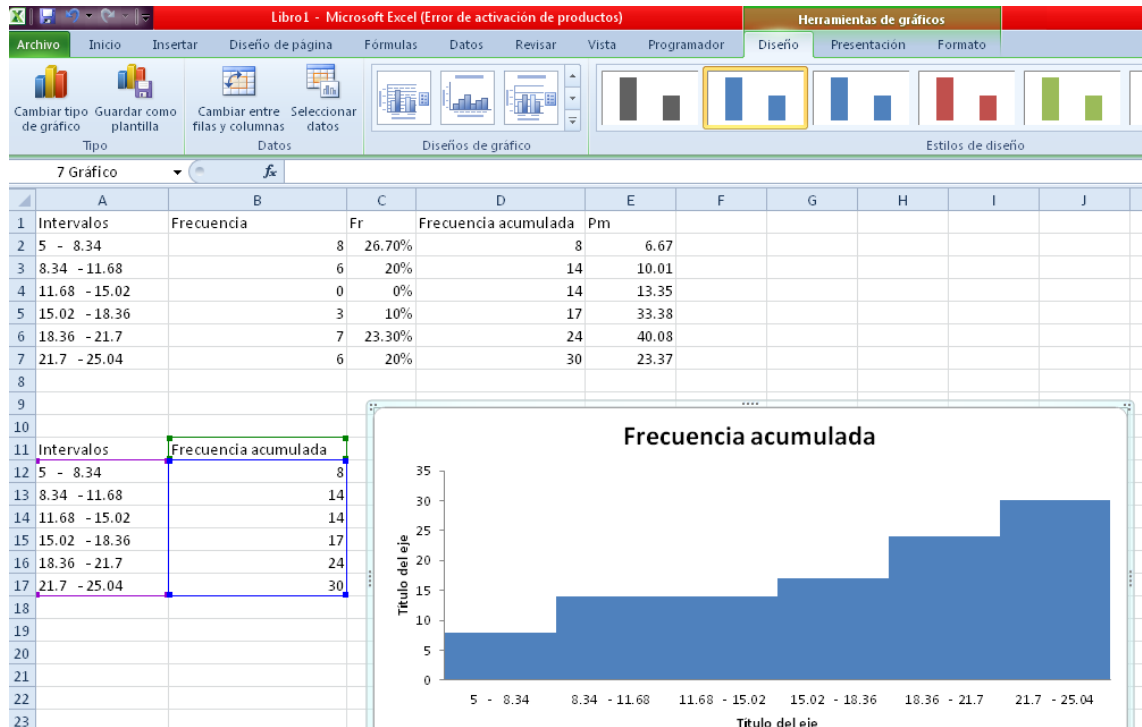 Libro1 - Microsoft Excel (Error de activación de productos) Herramientas de gráficos
Archivo Inicio Insertar Diseño de página Fórmulas Datos Revisar Vista Programador Diseño Presentación Formato
Cambiar tipo de gráfico Guardar como plantilla Cambiar entre filas y columnas Seleccionar datos
Tipo Datos Diseños de gráfico Estilos de diseño
7 Gráfico fx
A B C D E F G H I J
1 Intervalos Frecuencia Fr Frecuencia acumulada Pm
2 5 - 8.34 8 26.70% 8 6.67
3 8.34 - 11.68 6 20% 14 10.01
4 11.68 - 15.02 0 0% 14 13.35
5 15.02 - 18.36 3 10% 17 33.38
6 18.36 - 21.7 7 23.30% 24 40.08
7 21.7 - 25.04 6 20% 30 23.37
8
9
10
11 Intervalos Frecuencia acumulada
12 5 - 8.34 8
13 8.34 - 11.68 14
14 11.68 - 15.02 14
15 15.02 - 18.36 17
16 18.36 - 21.7 24
17 21.7 - 25.04 30
18
19
20
21
22
23
Frecuencia acumulada
35
30
25
20
15
10
5
0
Título del eje
5 - 8.34 8.34 - 11.68 11.68 - 15.02 15.02 - 18.36 18.36 - 21.7 21.7 - 25.04
Título del eje